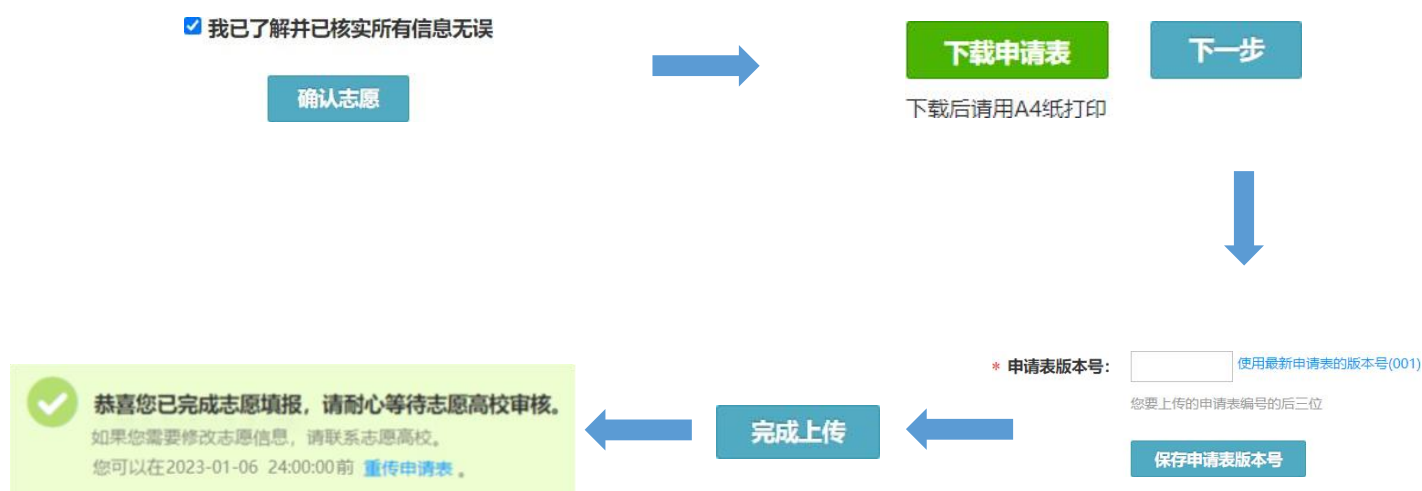 我已了解并已核实所有信息无误
确认志愿
下载申请表
下一步
下载后请用A4纸打印
* 申请表版本号：
使用最新申请表的版本号(001)
您要上传的申请表编号的后三位
保存申请表版本号
完成上传
恭喜您已完成志愿填报，请耐心等待志愿高校审核。
如果您需要修改志愿信息，请联系志愿高校。
您可以在2023-01-06 24:00:00前 重传申请表 。